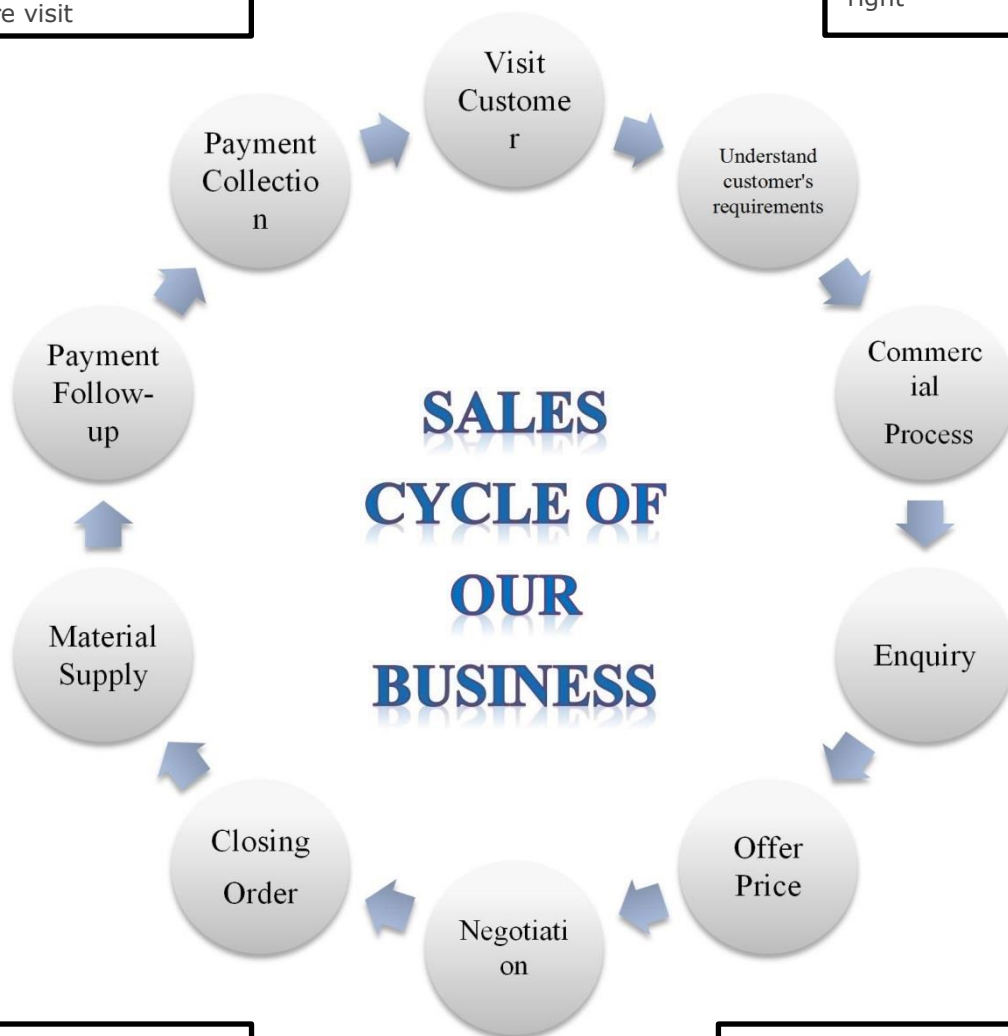 re visit
right
Visit
Custome
r
Understand
customer's
requirements
Commerc
ial
Process
Enquiry
Offer
Price
Negotiati
on
Closing
Order
Material
Supply
Payment
Follow-
up
Payment
Collectio
n
SALES
CYCLE OF
OUR
BUSINESS